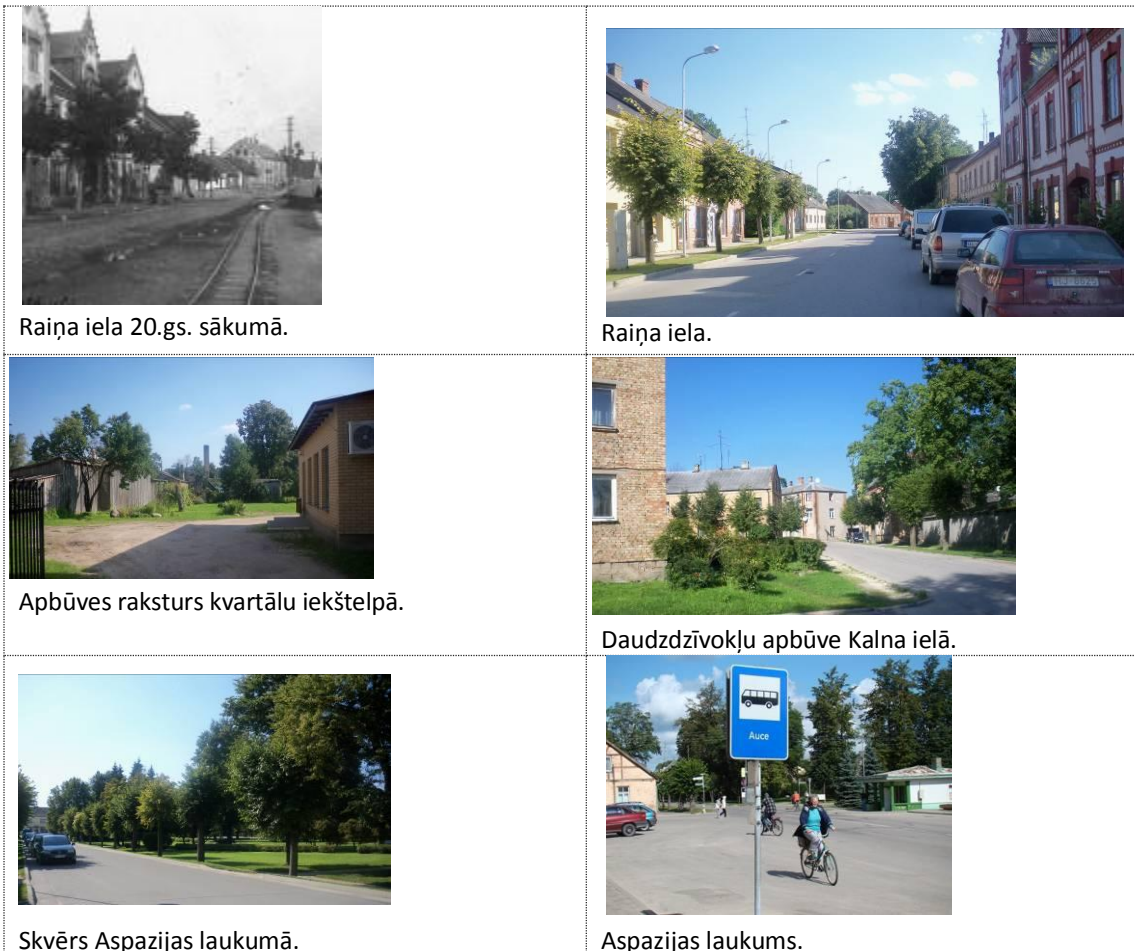 Raiņa iela 20.gs. sākumā.
Raiņa iela.
Apbūves raksturs kvartālu iekštelpā.
Daudzdzīvokļu apbūve Kalna ielā.
Auce
Skvērs Aspazijas laukumā.
Aspazijas laukums.